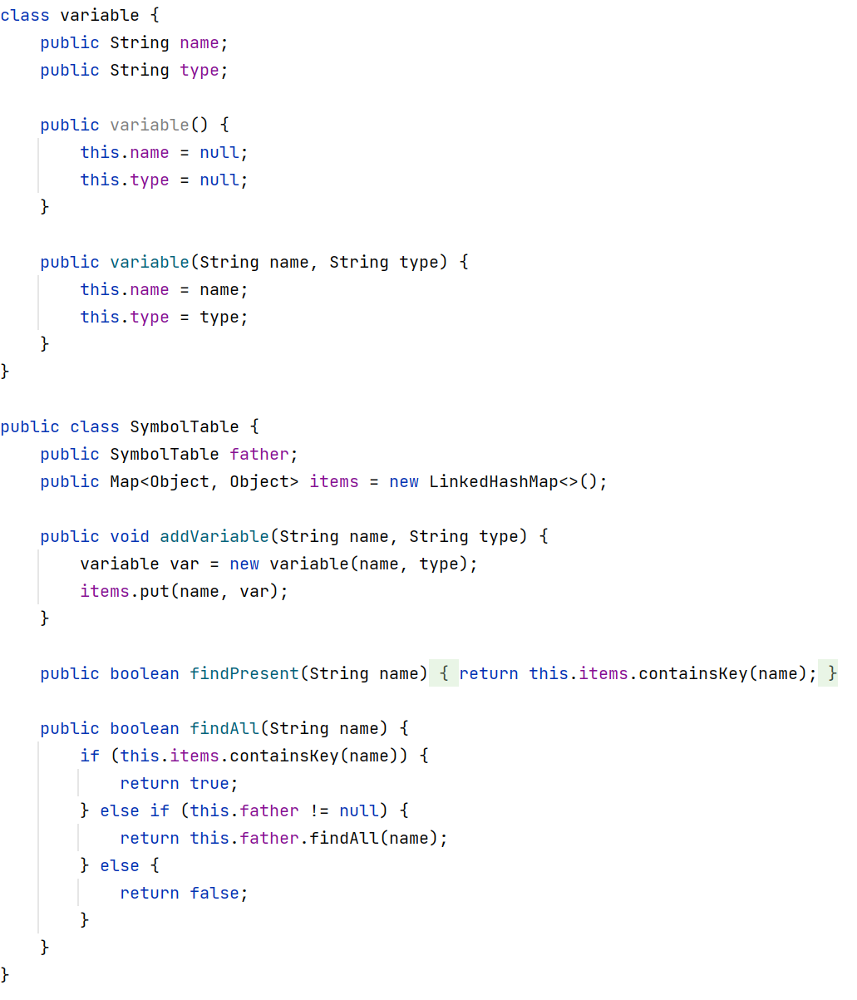 class variable {
    public String name;
    public String type;

    public variable() {
        this.name = null;
        this.type = null;
    }

    public variable(String name, String type) {
        this.name = name;
        this.type = type;
    }
}

public class SymbolTable {
    public SymbolTable father;
    public Map<Object, Object> items = new LinkedHashMap<>();

    public void addVariable(String name, String type) {
        variable var = new variable(name, type);
        items.put(name, var);
    }

    public boolean findPresent(String name) { return this.items.containsKey(name); }

    public boolean findAll(String name) {
        if (this.items.containsKey(name)) {
            return true;
        } else if (this.father != null) {
            return this.father.findAll(name);
        } else {
            return false;
        }
    }
}